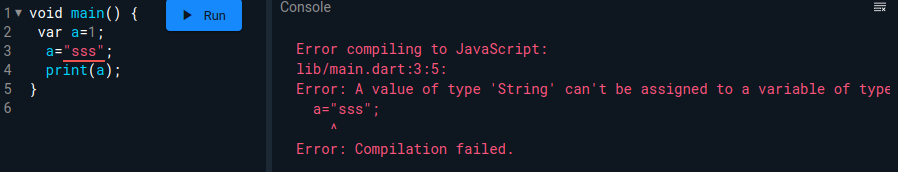 1 void main() {
2 var a=1;
3 a="sss";
4 print(a);
5 }
6
Run
Console
Error compiling to JavaScript:
lib/main.dart:3:5:
Error: A value of type 'String' can't be assigned to a variable of type
a="sss";
^
Error: Compilation failed.